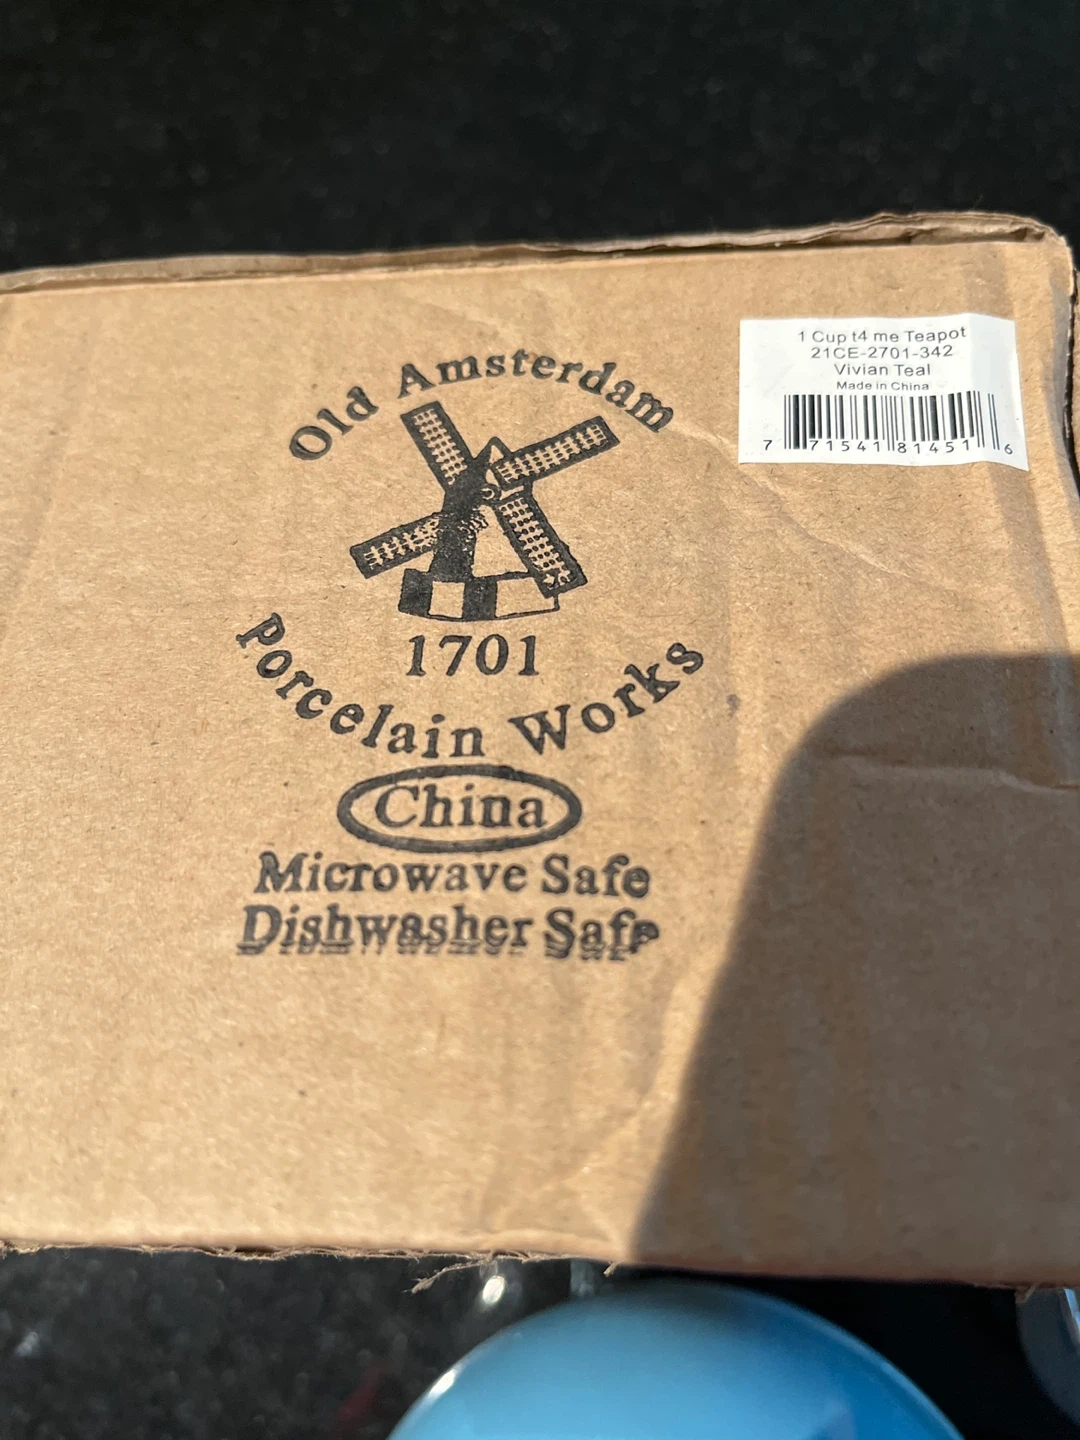 Old Amsterdam
1701
Porcelain Works
China
Microwave Safe
Dishwasher Safe
1 Cup t4 me Teapot
21CE-2701-342
Vivian Teal
Made in China
7 71541 81451 6